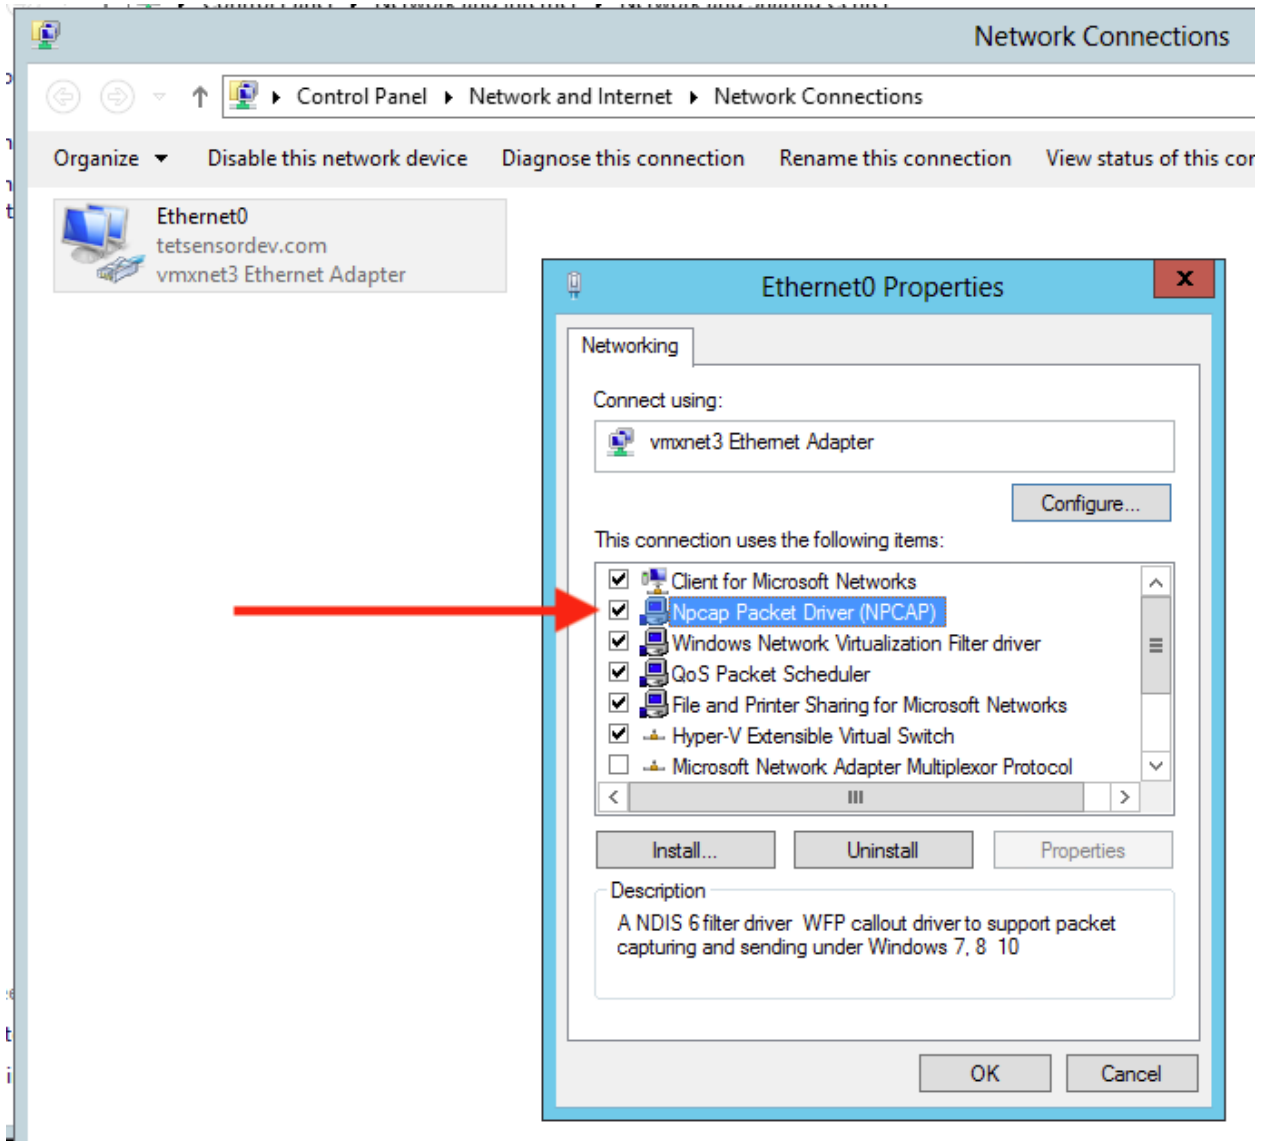 Network Connections
Control Panel Network and Internet Network Connections
Organize Disable this network device Diagnose this connection Rename this connection View status of this cor
Ethernet0
tetsensordev.com
vmxnet3 Ethernet Adapter
Ethernet0 Properties
x
Networking
Connect using:
vmxnet3 Ethernet Adapter
Configure...
This connection uses the following items:
Client for Microsoft Networks
Npcap Packet Driver (NPCAP)
Windows Network Virtualization Filter driver
QoS Packet Scheduler
File and Printer Sharing for Microsoft Networks
Hyper-V Extensible Virtual Switch
Microsoft Network Adapter Multiplexor Protocol
Install... Uninstall Properties
Description
A NDIS 6 filter driver WFP callout driver to support packet
capturing and sending under Windows 7, 8 10
OK Cancel